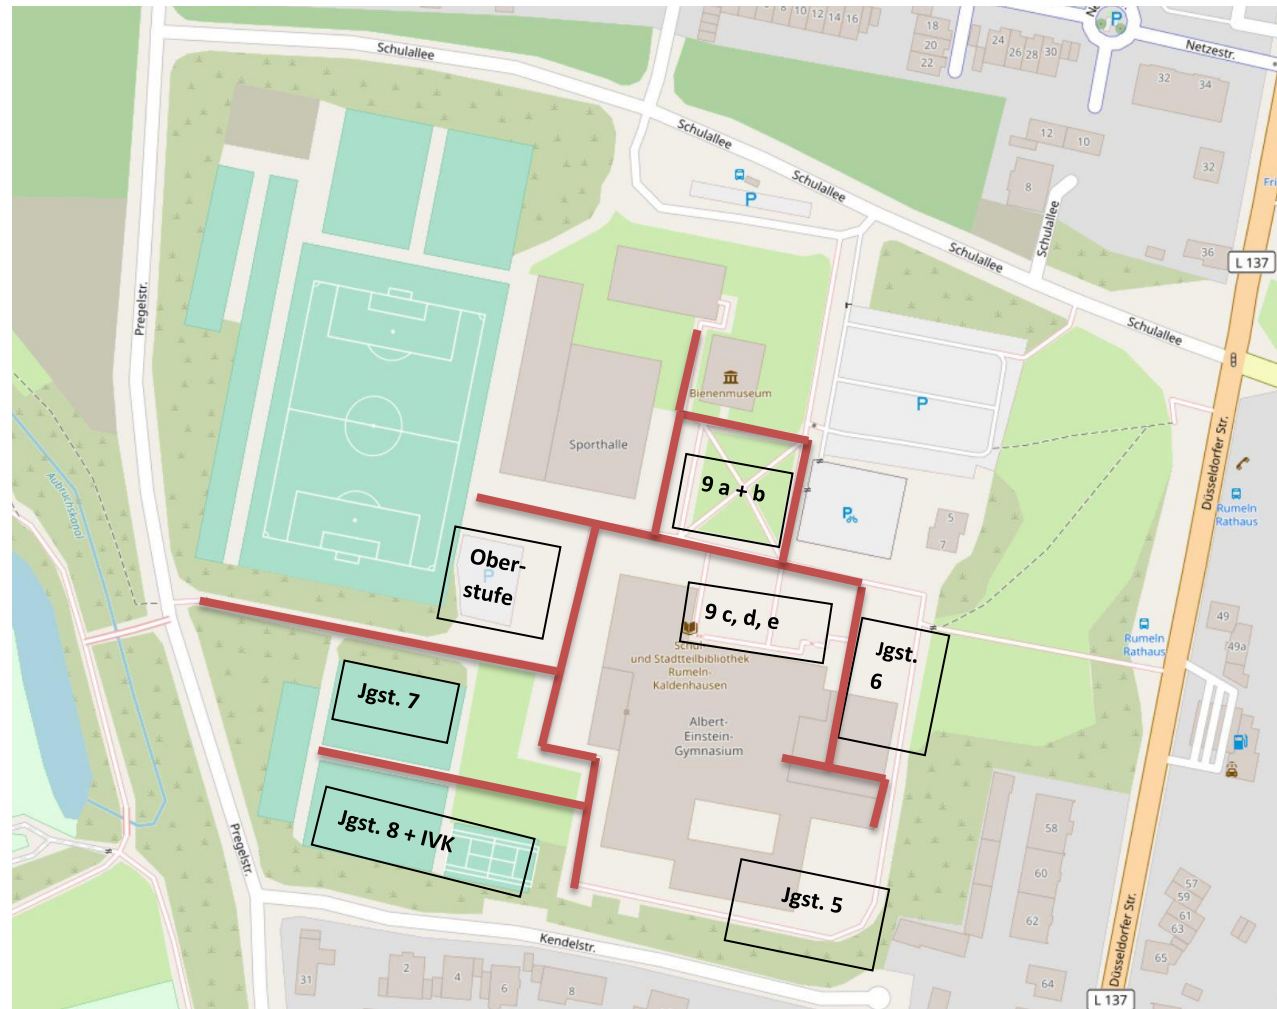 Schulallee
8 10 12 14 16
18
20
22
24
26 28 30
P
Netzestr.
32
34
12
10
32
8
Schulallee
P
Schulallee
Schulallee
Schulallee
36
L 137
Schulallee
Pregelstr.
Bienenmuseum
P
Sporthalle
Düsseldorfer Str.
Rumeln
Rathaus
Aubruchskanal
9 a + b
P
5
7
Ober-
stufe
P
9 c, d, e
Schul-
und Stadtteilbibliothek
Rumeln-
Kaldenhausen
Jgst.
6
49
49a
Rumeln
Rathaus
Jgst. 7
Albert-
Einstein-
Gymnasium
Jgst. 8 + IVK
Pregelstr.
58
60
62
57
59
61
63
65
Jgst. 5
Kendelstr.
Düsseldorfer Str.
31
2
4
6
8
64
L 137